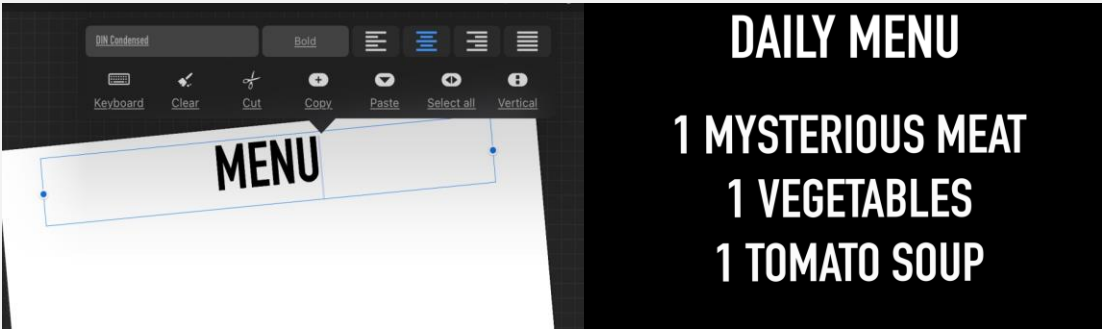 DIN Condensed
Bold
Keyboard Clear Cut Copy Paste Select all Vertical
MENU
DAILY MENU
1 MYSTERIOUS MEAT
1 VEGETABLES
1 TOMATO SOUP